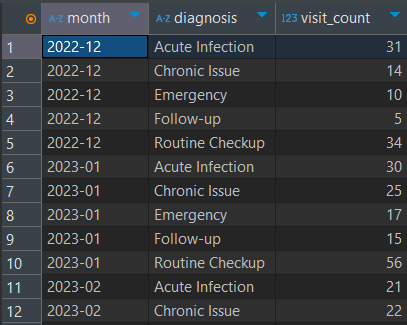 A-Z month A-Z diagnosis 123 visit_count
1 2022-12 Acute Infection 31
2 2022-12 Chronic Issue 14
3 2022-12 Emergency 10
4 2022-12 Follow-up 5
5 2022-12 Routine Checkup 34
6 2023-01 Acute Infection 30
7 2023-01 Chronic Issue 25
8 2023-01 Emergency 17
9 2023-01 Follow-up 15
10 2023-01 Routine Checkup 56
11 2023-02 Acute Infection 21
12 2023-02 Chronic Issue 22